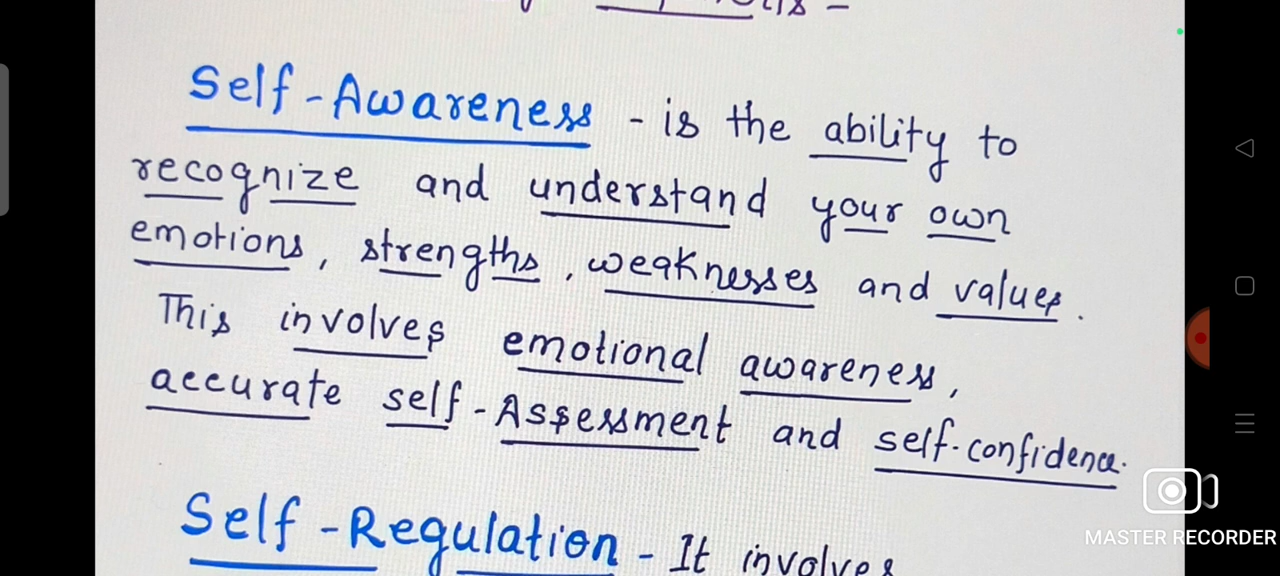 Self-Awareness - is the ability to
recognize and understand your own
emotions, strengths, weaknesses and values.
This involves emotional awareness,
accurate self-Assessment and self-confidence.
Self-Regulation - It involves
MASTER RECORDER